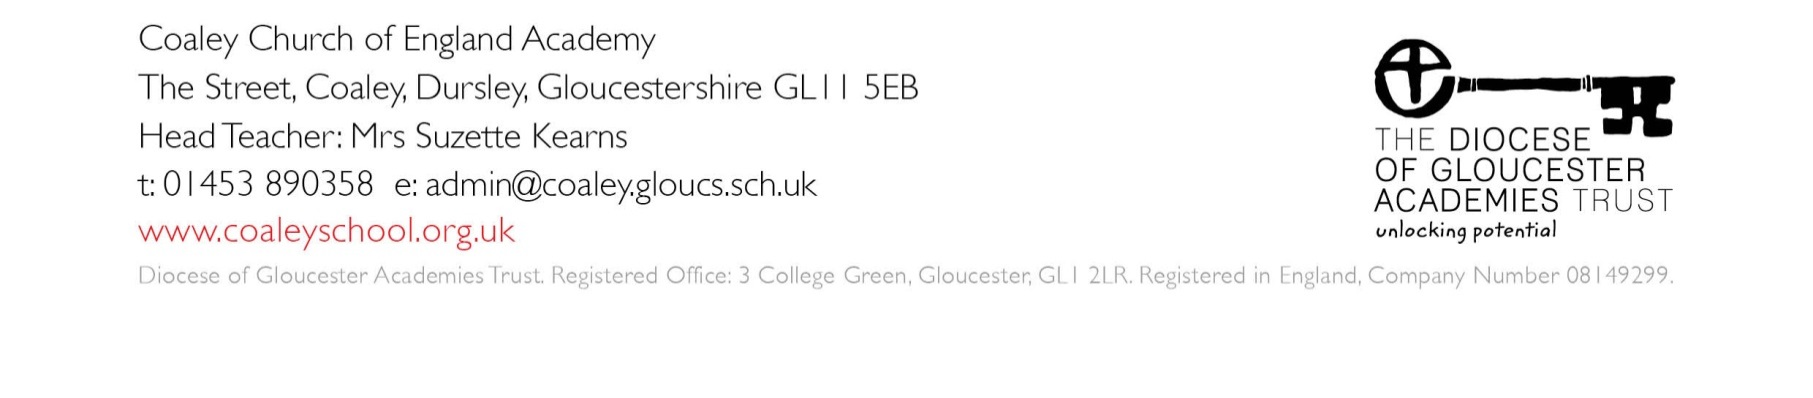 Coaley Church of England Academy
The Street, Coaley, Dursley, Gloucestershire GL11 5EB
Head Teacher: Mrs Suzette Kearns
t: 01453 890358 e: admin@coaley.gloucs.sch.uk
www.coaleyschool.org.uk
THE DIOCESE
OF GLOUCESTER
ACADEMIES TRUST
unlocking potential
Diocese of Gloucester Academies Trust. Registered Office: 3 College Green, Gloucester, GL1 2LR. Registered in England, Company Number 08149299.